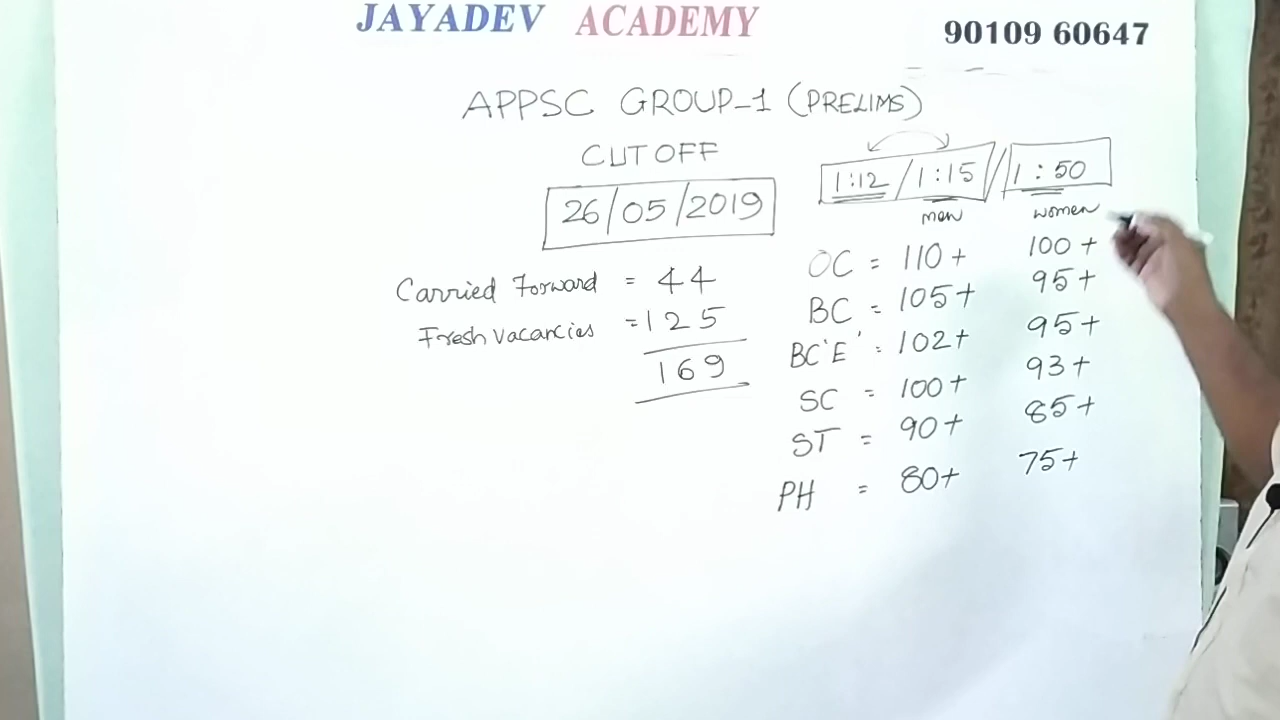 JAYADEV ACADEMY
90109 60647
APPSC GROUP-1 (PRELIMS)
CUTOFF
26/05/2019
Carried Forward = 44
Fresh vacancies = 125
169
1:12 / 1:15 / 1:50
men women
OC = 110+ 100+
BC = 105+ 95+
BC'E' = 102+ 95+
SC = 100+ 93+
ST = 90+ 85+
PH = 80+ 75+